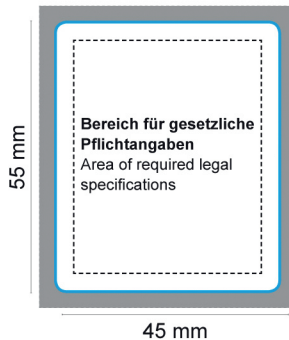 55 mm
Bereich für gesetzliche
Pflichtangaben
Area of required legal
specifications
45 mm